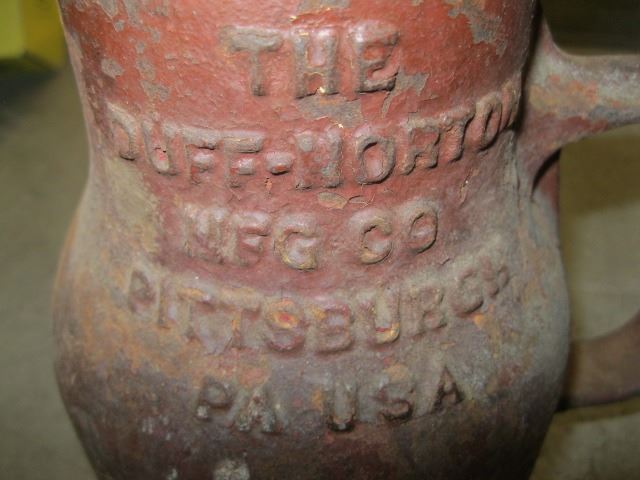 THE
DUFF-NORTON
MFG CO
PITTSBURGH
PA USA